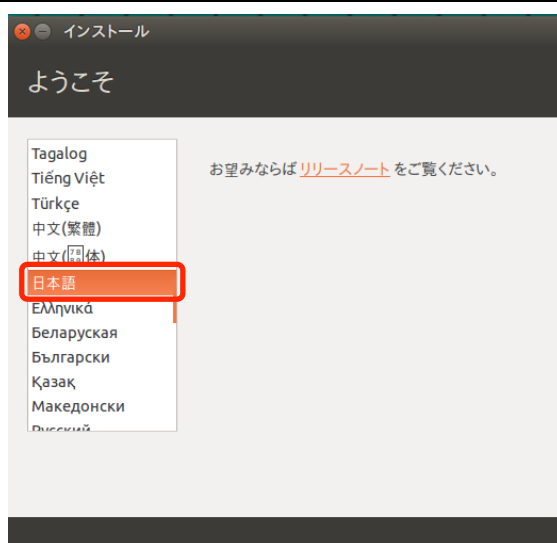 インストール
ようこそ
Tagalog
Tiếng Việt
Türkçe
中文(繁體)
中文(体)
日本語
Ελληνικά
Беларуская
Български
Қазақ
Македонски
Русский
お望みならば リリースノート をご覧ください。